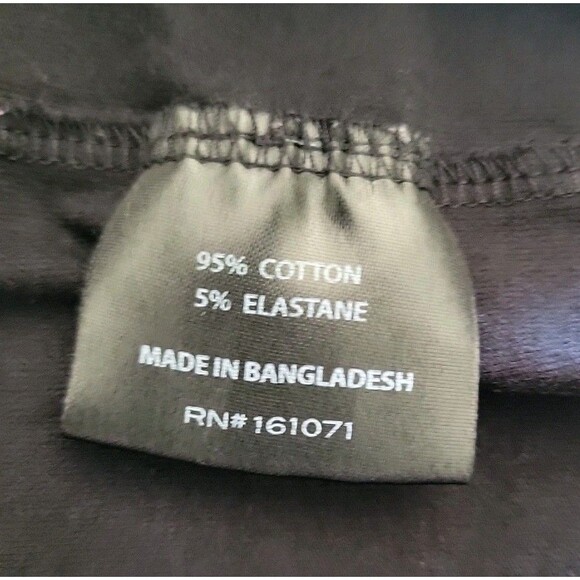 95% COTTON
5% ELASTANE
MADE IN BANGLADESH
RN# 161071